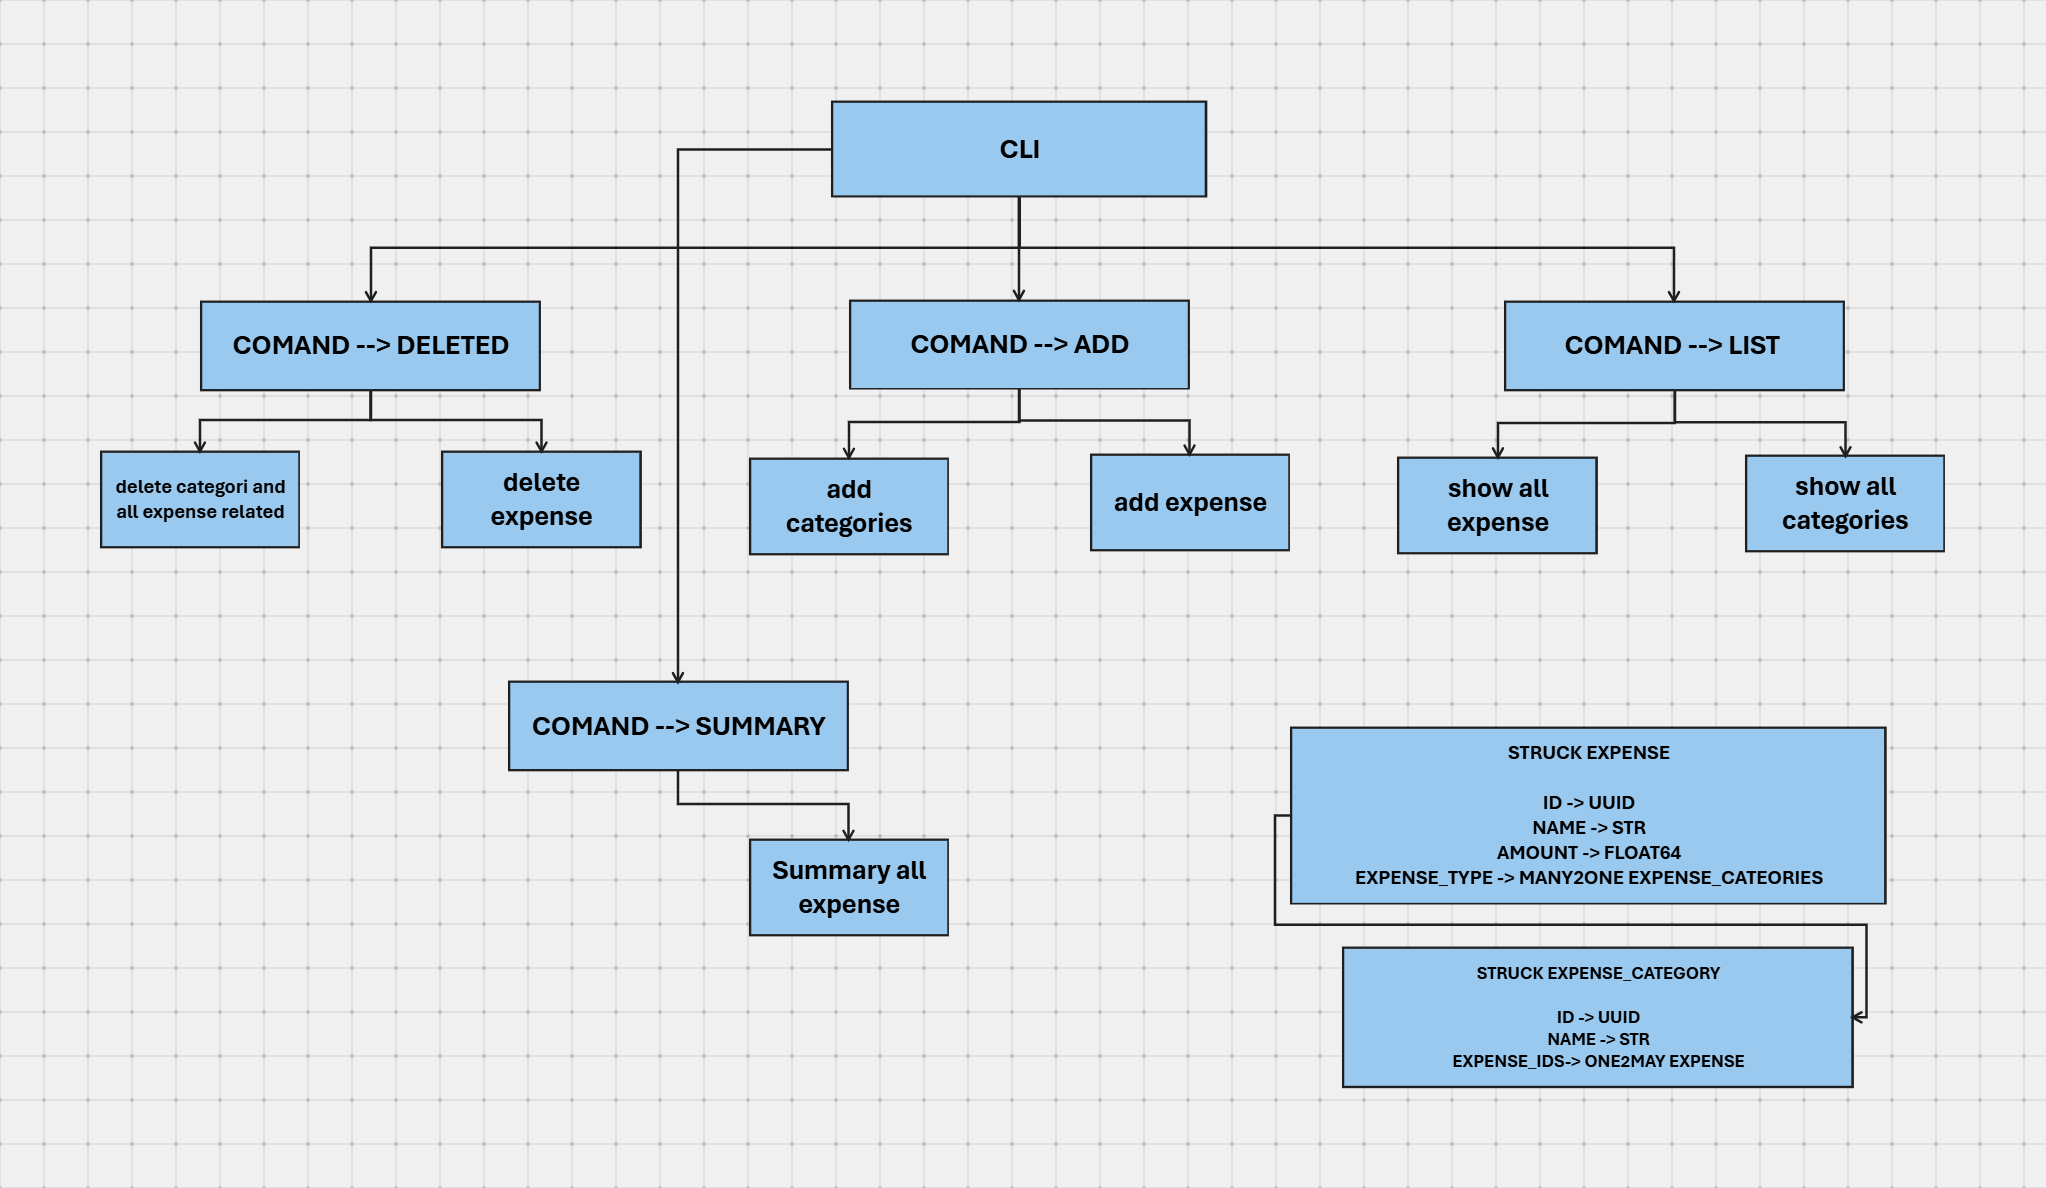 CLI
COMAND --> DELETED
COMAND --> ADD
COMAND --> LIST
delete categori and
all expense related
delete
expense
add
categories
add expense
show all
expense
show all
categories
COMAND --> SUMMARY
Summary all
expense
STRUCK EXPENSE
ID -> UUID
NAME -> STR
AMOUNT -> FLOAT64
EXPENSE_TYPE -> MANY2ONE EXPENSE_CATEORIES
STRUCK EXPENSE_CATEGORY
ID -> UUID
NAME -> STR
EXPENSE_IDS-> ONE2MAY EXPENSE